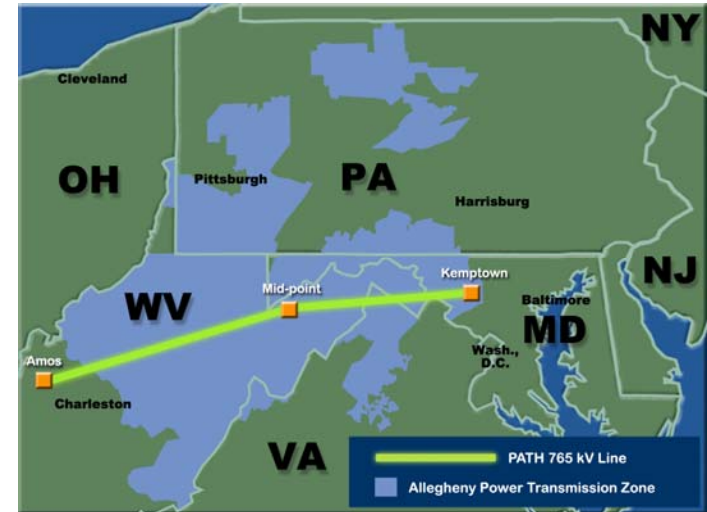 NY
Cleveland
OH
Pittsburgh
PA
Harrisburg
NJ
Kemptown
Mid-point
WV
Baltimore
MD
Wash.,
D.C.
Amos
Charleston
VA
PATH 765 kV Line
Allegheny Power Transmission Zone